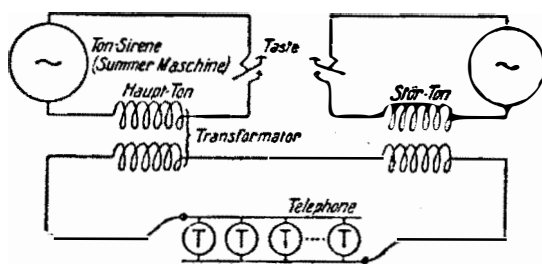 Ton-Sirene
(Summer Maschine)
Taste
Haupt-Ton
Stör-Ton
Transformator
Telephone
T T T T